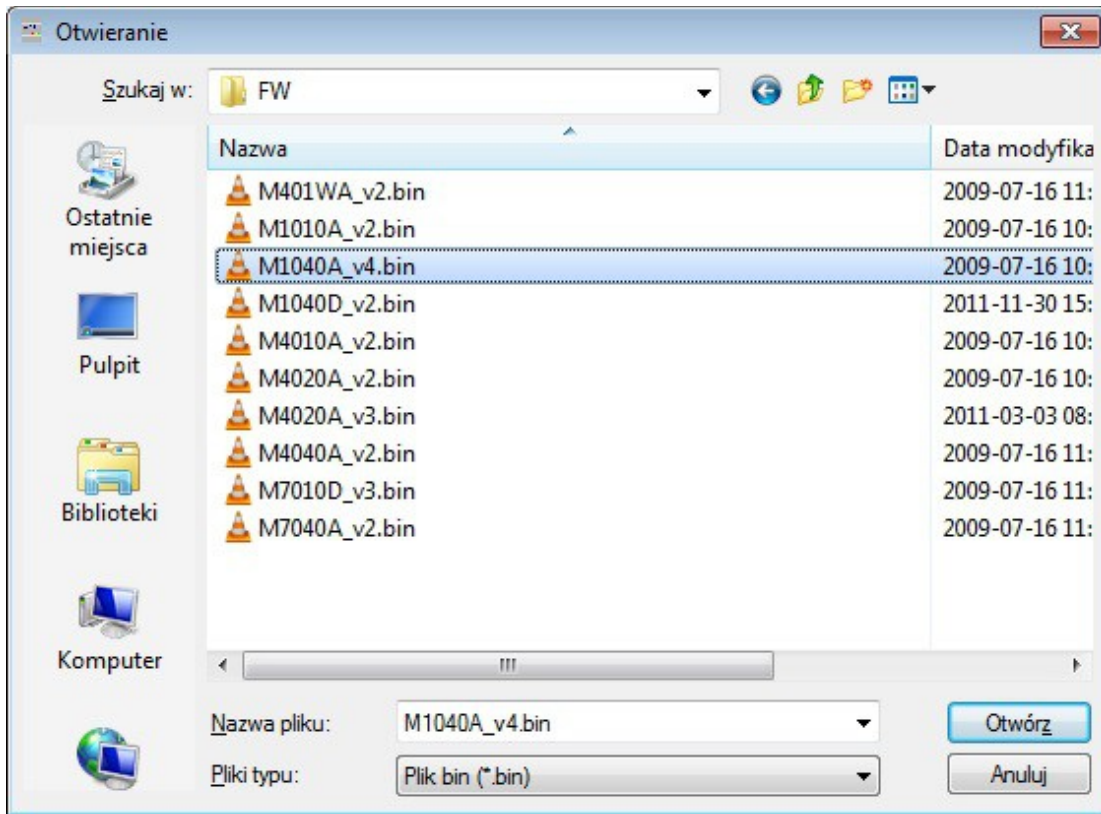 Otwieranie
Szukaj w: FW
Nazwa Data modyfika
M401WA_v2.bin 2009-07-16 11:
M1010A_v2.bin 2009-07-16 10:
M1040A_v4.bin 2009-07-16 10:
M1040D_v2.bin 2011-11-30 15:
M4010A_v2.bin 2009-07-16 10:
M4020A_v2.bin 2009-07-16 10:
M4020A_v3.bin 2011-03-03 08:
M4040A_v2.bin 2009-07-16 11:
M7010D_v3.bin 2009-07-16 11:
M7040A_v2.bin 2009-07-16 11:
Ostatnie
miejsca
Pulpit
Biblioteki
Komputer
Nazwa pliku: M1040A_v4.bin Otwórz
Pliki typu: Plik bin (*.bin) Anuluj